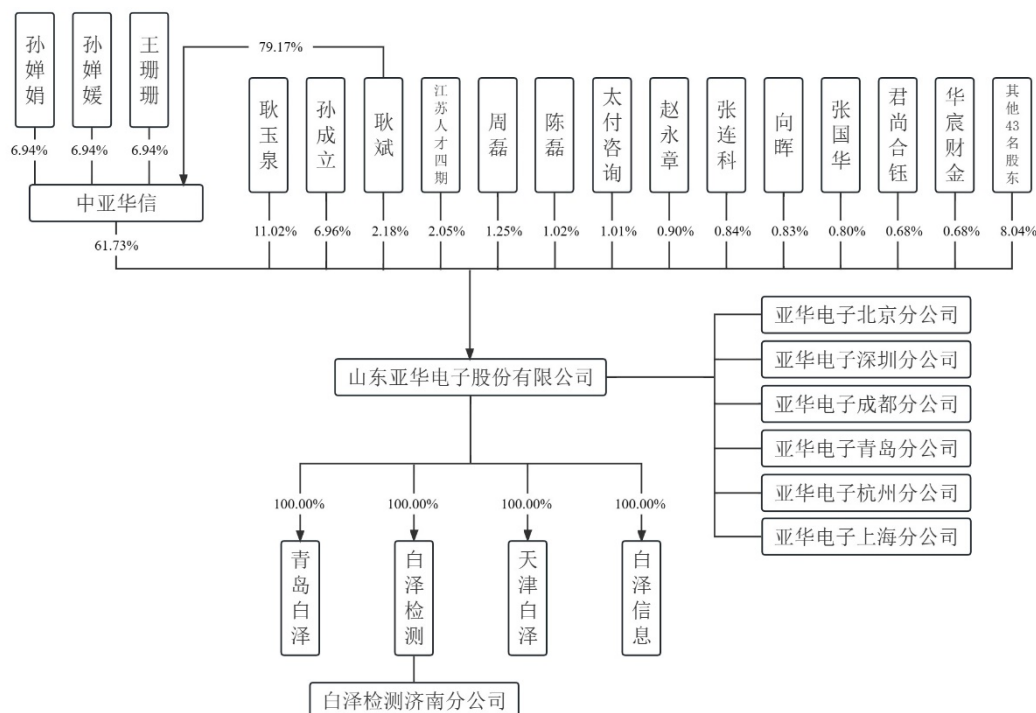 孙婵娟
孙婵媛
王珊珊
79.17%
耿玉泉
孙成立
耿斌
江苏人才四期
周磊
陈磊
太付咨询
赵永章
张连科
向晖
张国华
君尚合钰
华宸财金
其他43名股东
6.94%
6.94%
6.94%
中亚华信
61.73%
11.02%
6.96%
2.18%
2.05%
1.25%
1.02%
1.01%
0.90%
0.84%
0.83%
0.80%
0.68%
0.68%
8.04%
山东亚华电子股份有限公司
亚华电子北京分公司
亚华电子深圳分公司
亚华电子成都分公司
亚华电子青岛分公司
亚华电子杭州分公司
亚华电子上海分公司
100.00%
100.00%
100.00%
100.00%
青岛白泽
白泽检测
天津白泽
白泽信息
白泽检测济南分公司